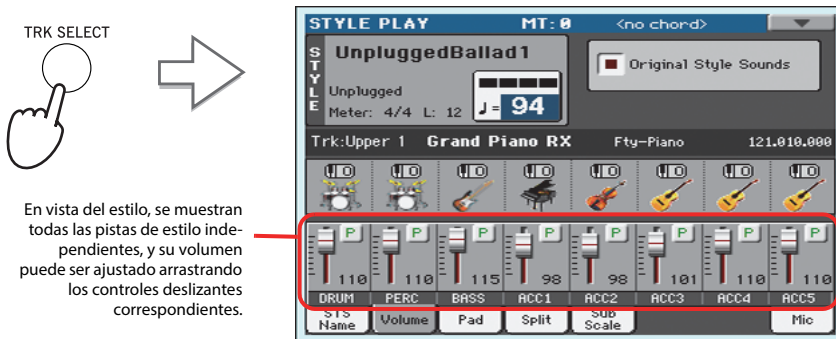 TRK SELECT
STYLE PLAY MT: 0 <no chord>
STYLE
UnpluggedBallad1
Unplugged
Meter: 4/4 L: 12 ♩= 94
Original Style Sounds
Trk:Upper 1 Grand Piano RX Fty-Piano 121.010.000
P P P P P P P P
110 110 115 98 98 101 110 110
DRUM PERC BASS ACC1 ACC2 ACC3 ACC4 ACC5
STS Name Volume Pad Split Sub Scale Mic
En vista del estilo, se muestran
todas las pistas de estilo inde-
pendientes, y su volumen
puede ser ajustado arrastrando
los controles deslizantes
correspondientes.